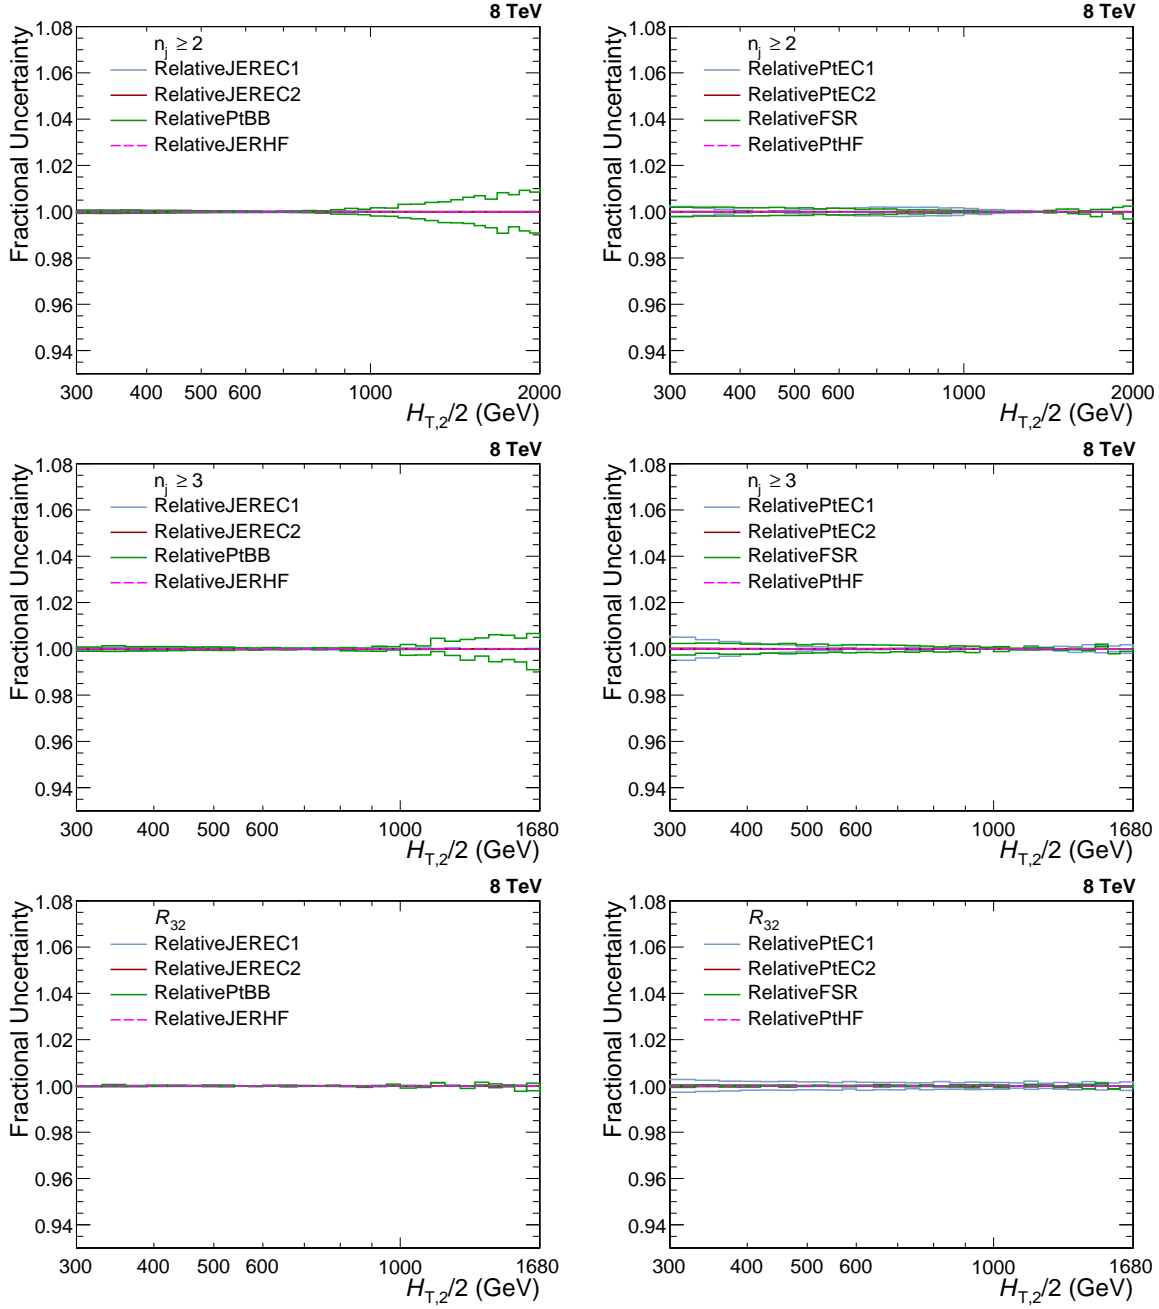 8 TeV
Fractional Uncertainty
1.08
1.06
1.04
1.02
1.00
0.98
0.96
0.94
n_j ≥ 2
RelativeJEREC1
RelativeJEREC2
RelativePtBB
RelativeJERHF
300 400 500 600 1000 2000
H_T,2/2 (GeV)
8 TeV
Fractional Uncertainty
1.08
1.06
1.04
1.02
1.00
0.98
0.96
0.94
n_j ≥ 2
RelativePtEC1
RelativePtEC2
RelativeFSR
RelativePtHF
300 400 500 600 1000 2000
H_T,2/2 (GeV)
8 TeV
Fractional Uncertainty
1.08
1.06
1.04
1.02
1.00
0.98
0.96
0.94
n_j ≥ 3
RelativeJEREC1
RelativeJEREC2
RelativePtBB
RelativeJERHF
300 400 500 600 1000 1680
H_T,2/2 (GeV)
8 TeV
Fractional Uncertainty
1.08
1.06
1.04
1.02
1.00
0.98
0.96
0.94
n_j ≥ 3
RelativePtEC1
RelativePtEC2
RelativeFSR
RelativePtHF
300 400 500 600 1000 1680
H_T,2/2 (GeV)
8 TeV
Fractional Uncertainty
1.08
1.06
1.04
1.02
1.00
0.98
0.96
0.94
R_32
RelativeJEREC1
RelativeJEREC2
RelativePtBB
RelativeJERHF
300 400 500 600 1000 1680
H_T,2/2 (GeV)
8 TeV
Fractional Uncertainty
1.08
1.06
1.04
1.02
1.00
0.98
0.96
0.94
R_32
RelativePtEC1
RelativePtEC2
RelativeFSR
RelativePtHF
300 400 500 600 1000 1680
H_T,2/2 (GeV)